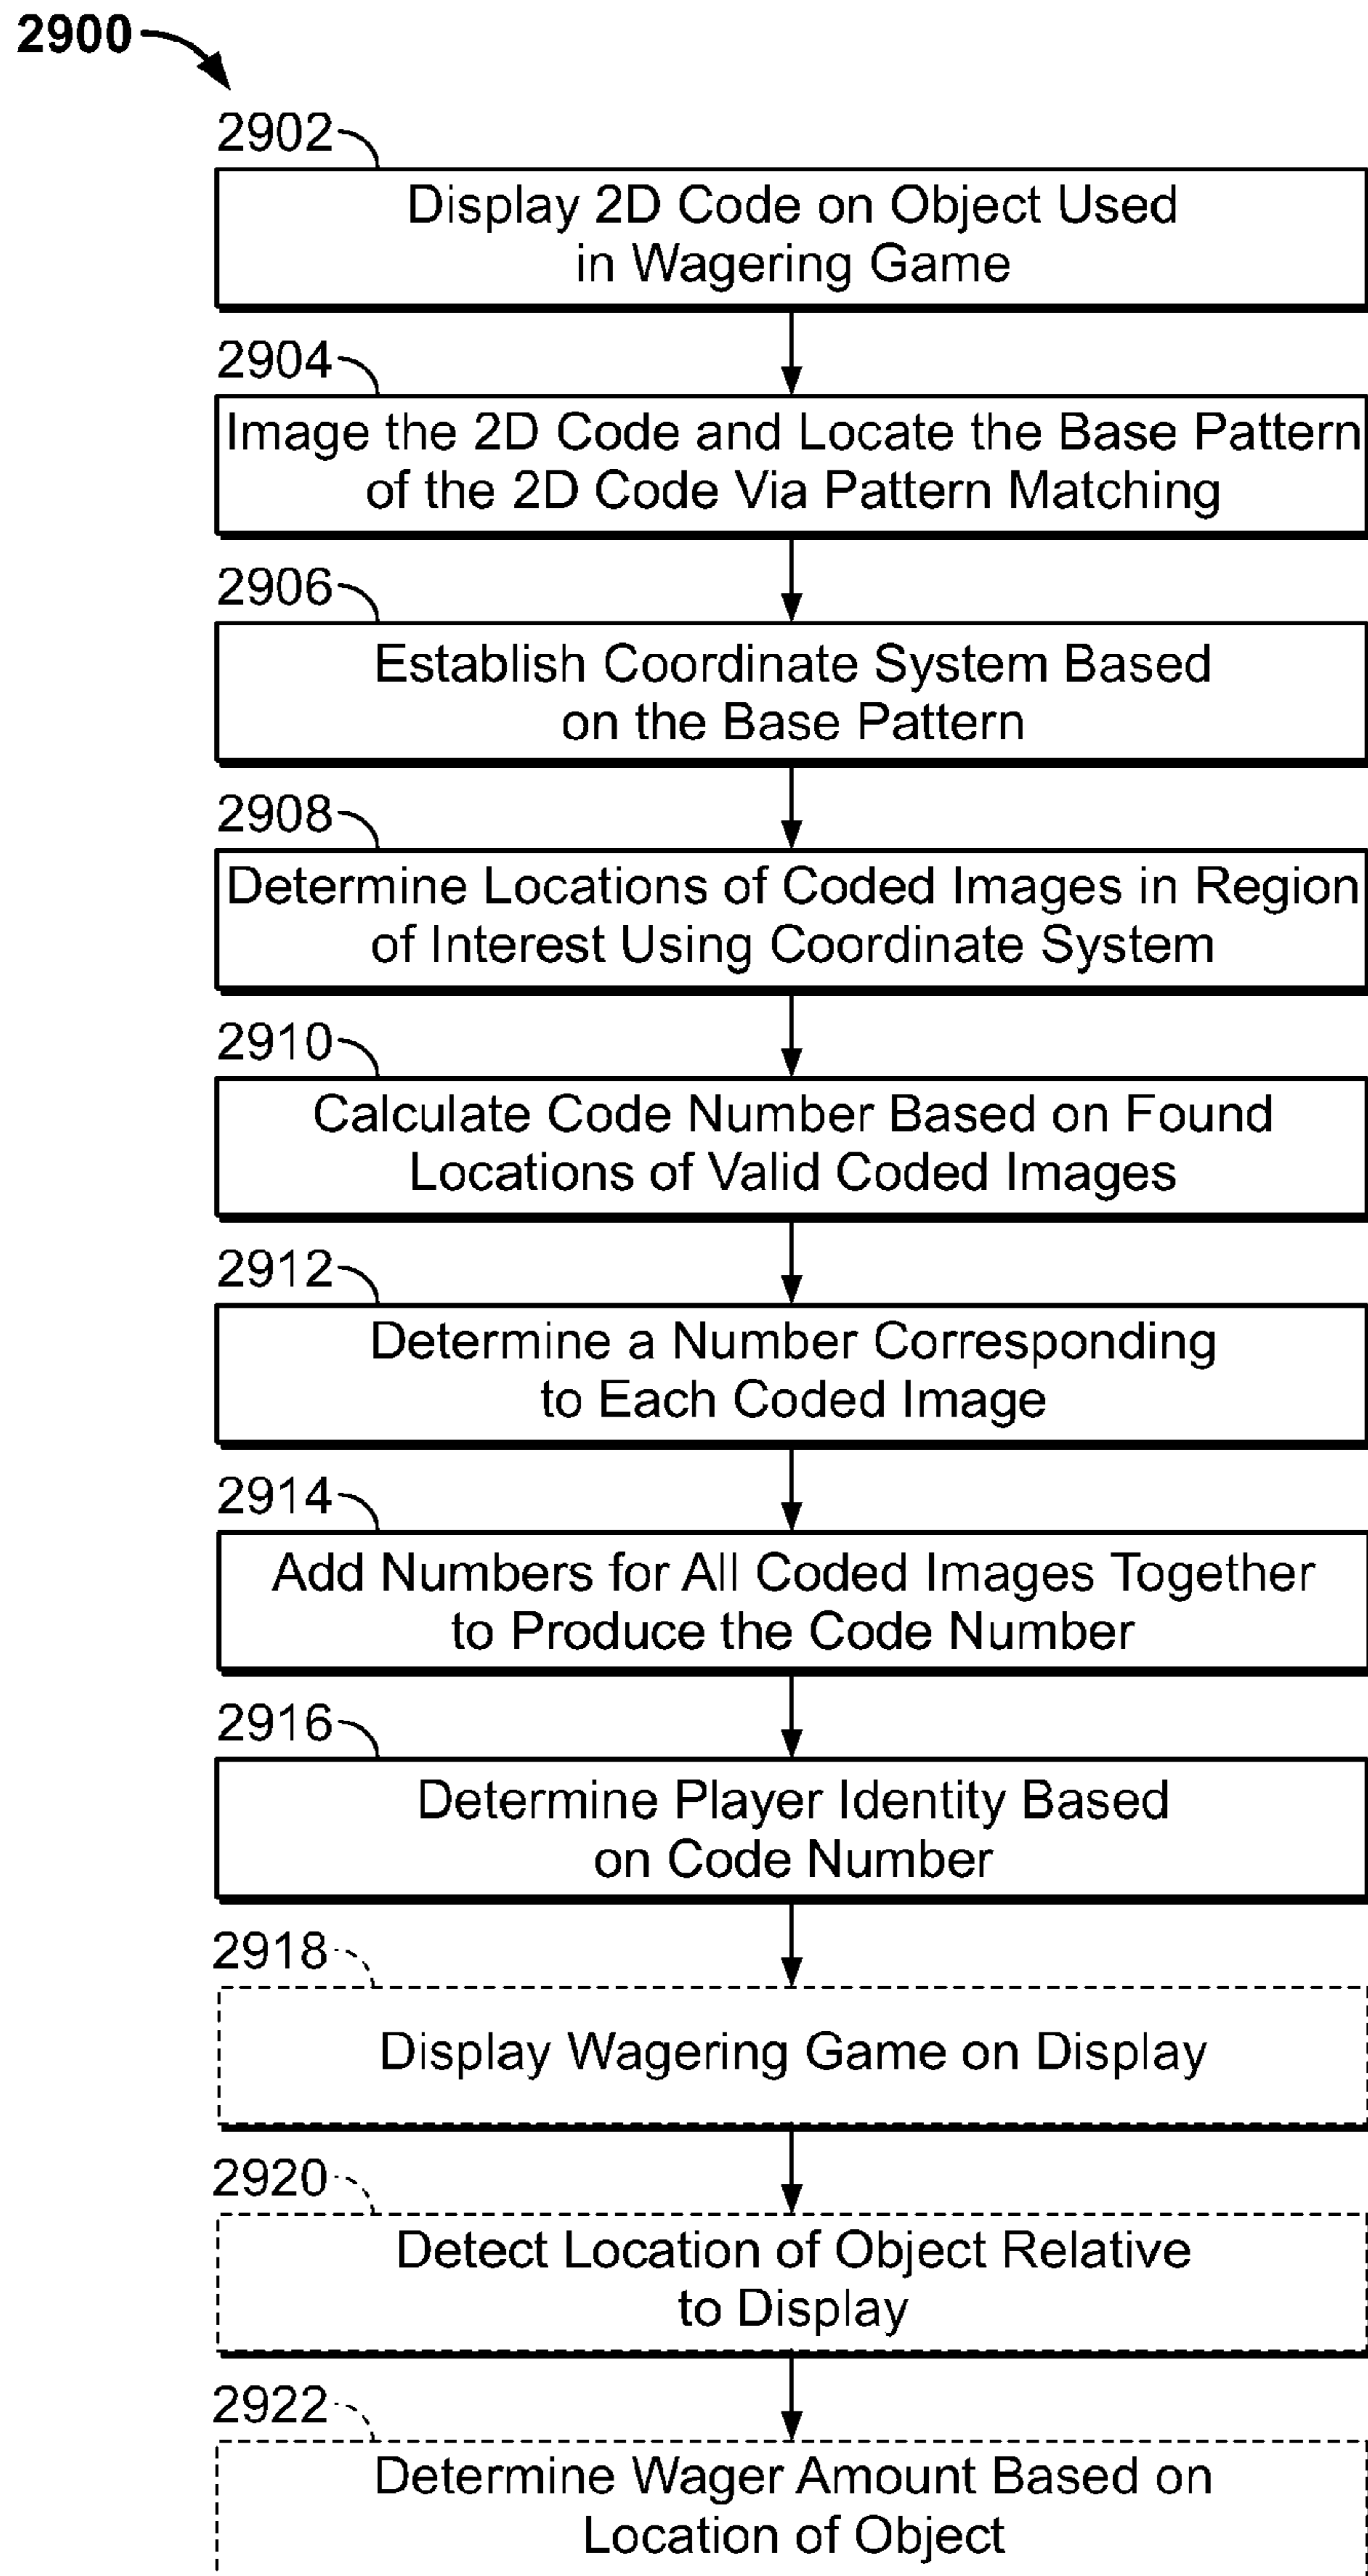 2900
2902
Display 2D Code on Object Used
in Wagering Game
2904
Image the 2D Code and Locate the Base Pattern
of the 2D Code Via Pattern Matching
2906
Establish Coordinate System Based
on the Base Pattern
2908
Determine Locations of Coded Images in Region
of Interest Using Coordinate System
2910
Calculate Code Number Based on Found
Locations of Valid Coded Images
2912
Determine a Number Corresponding
to Each Coded Image
2914
Add Numbers for All Coded Images Together
to Produce the Code Number
2916
Determine Player Identity Based
on Code Number
2918
Display Wagering Game on Display
2920
Detect Location of Object Relative
to Display
2922
Determine Wager Amount Based on
Location of Object